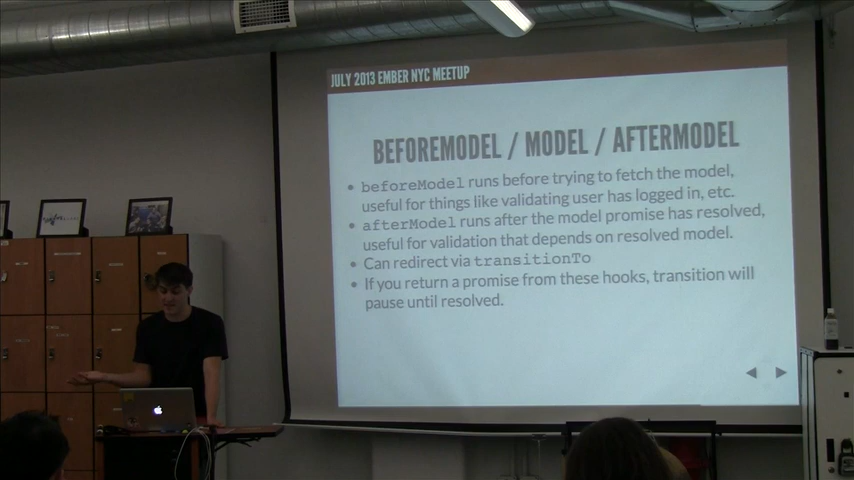 JULY 2013 EMBER NYC MEETUP
BEFOREMODEL / MODEL / AFTERMODEL
• beforeModel runs before trying to fetch the model,
useful for things like validating user has logged in, etc.
• afterModel runs after the model promise has resolved,
useful for validation that depends on resolved model.
• Can redirect via transitionTo
• If you return a promise from these hooks, transition will
pause until resolved.